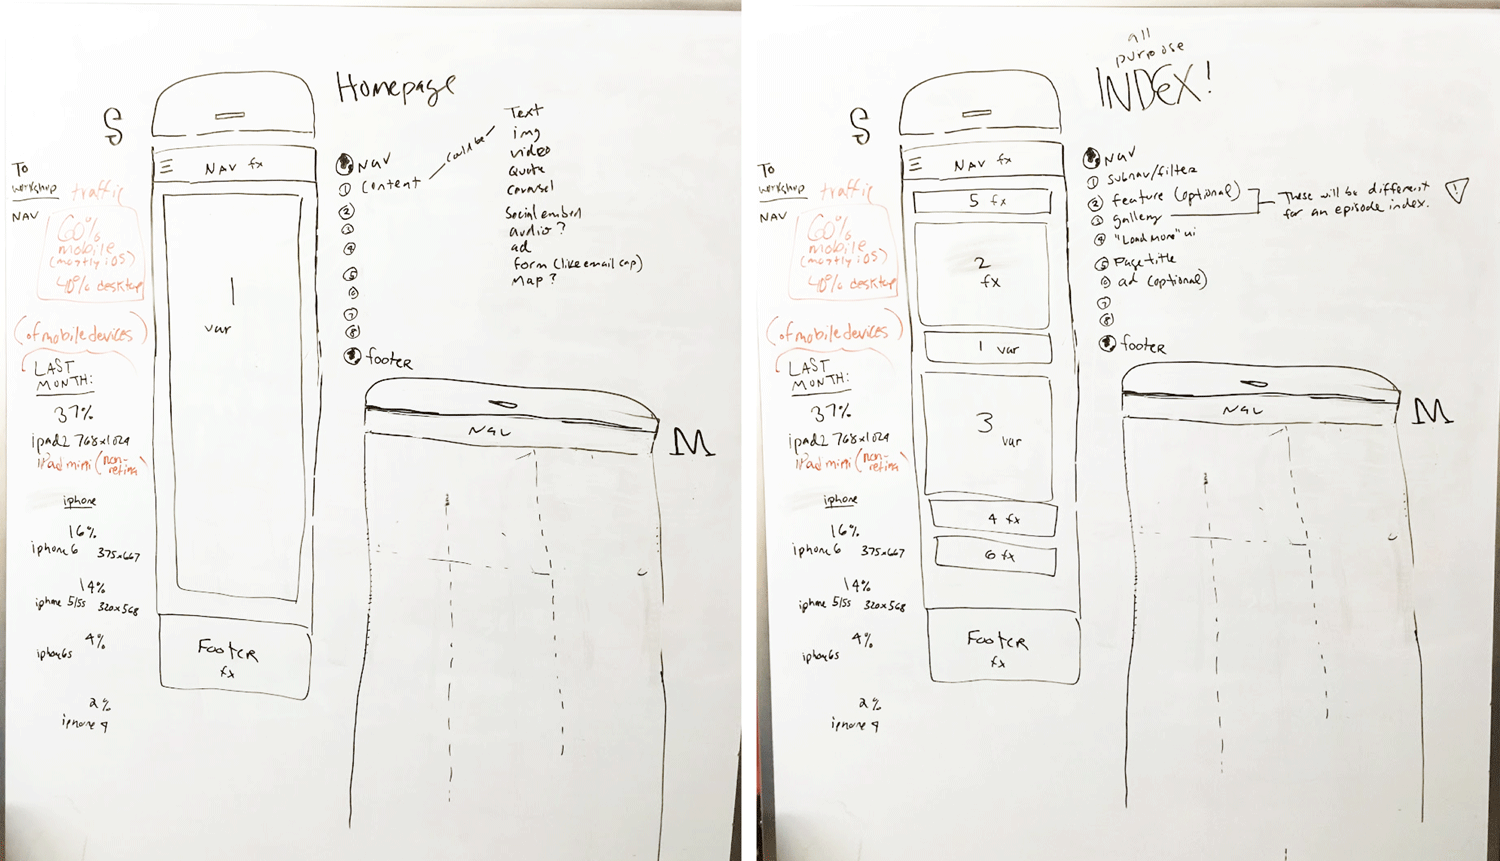 Homepage
S
To
workshop
NAV
traffic
60%
mobile
(mostly iOS)
40% desktop
(of mobile devices)
LAST
MONTH:
37%
ipad2 768x1024
iPad mini (non-retina)
iphone
16%
iphone 6 375x667
14%
iphone 5/5s 320x568
4%
iphone 6s
2%
iphone 4
NAV fx
1
var
FOOTER
fx
NAV
1 Content
could be
2
3
4
5
6
7
8
footer
Text
img
video
Quote
carousel
Social embed
audio?
ad
form (like email cap)
Map?
NAV
M
all
purpose
INDEX!
S
To
workshop
NAV
traffic
60%
mobile
(mostly iOS)
40% desktop
(of mobile devices)
LAST
MONTH:
37%
ipad2 768x1024
iPad mini (non-retina)
iphone
16%
iphone 6 375x667
14%
iphone 5/5s 320x568
4%
iphone 6s
2%
iphone 4
NAV fx
5 fx
2
fx
1 var
3
var
4 fx
6 fx
FOOTER
fx
NAV
1 subnav/filter
2 feature (optional)
3 gallery
4 "Load More" ui
5 Page title
6 ad (optional)
7
8
footer
These will be different
for an episode index.
!
NAV
M